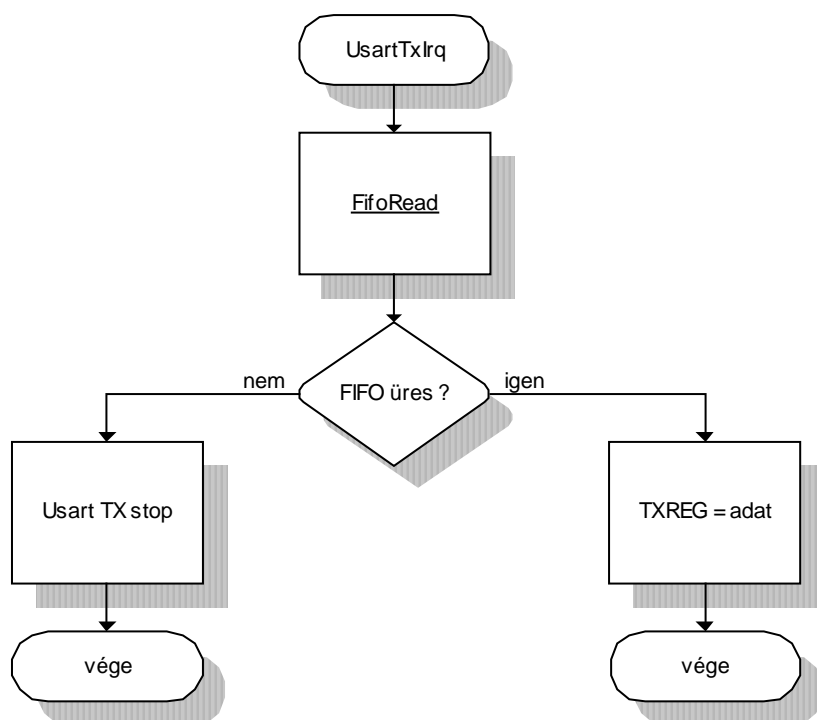 UsartTxIrq
FifoRead
nem
FIFO üres ?
igen
Usart TX stop
TXREG = adat
vége
vége